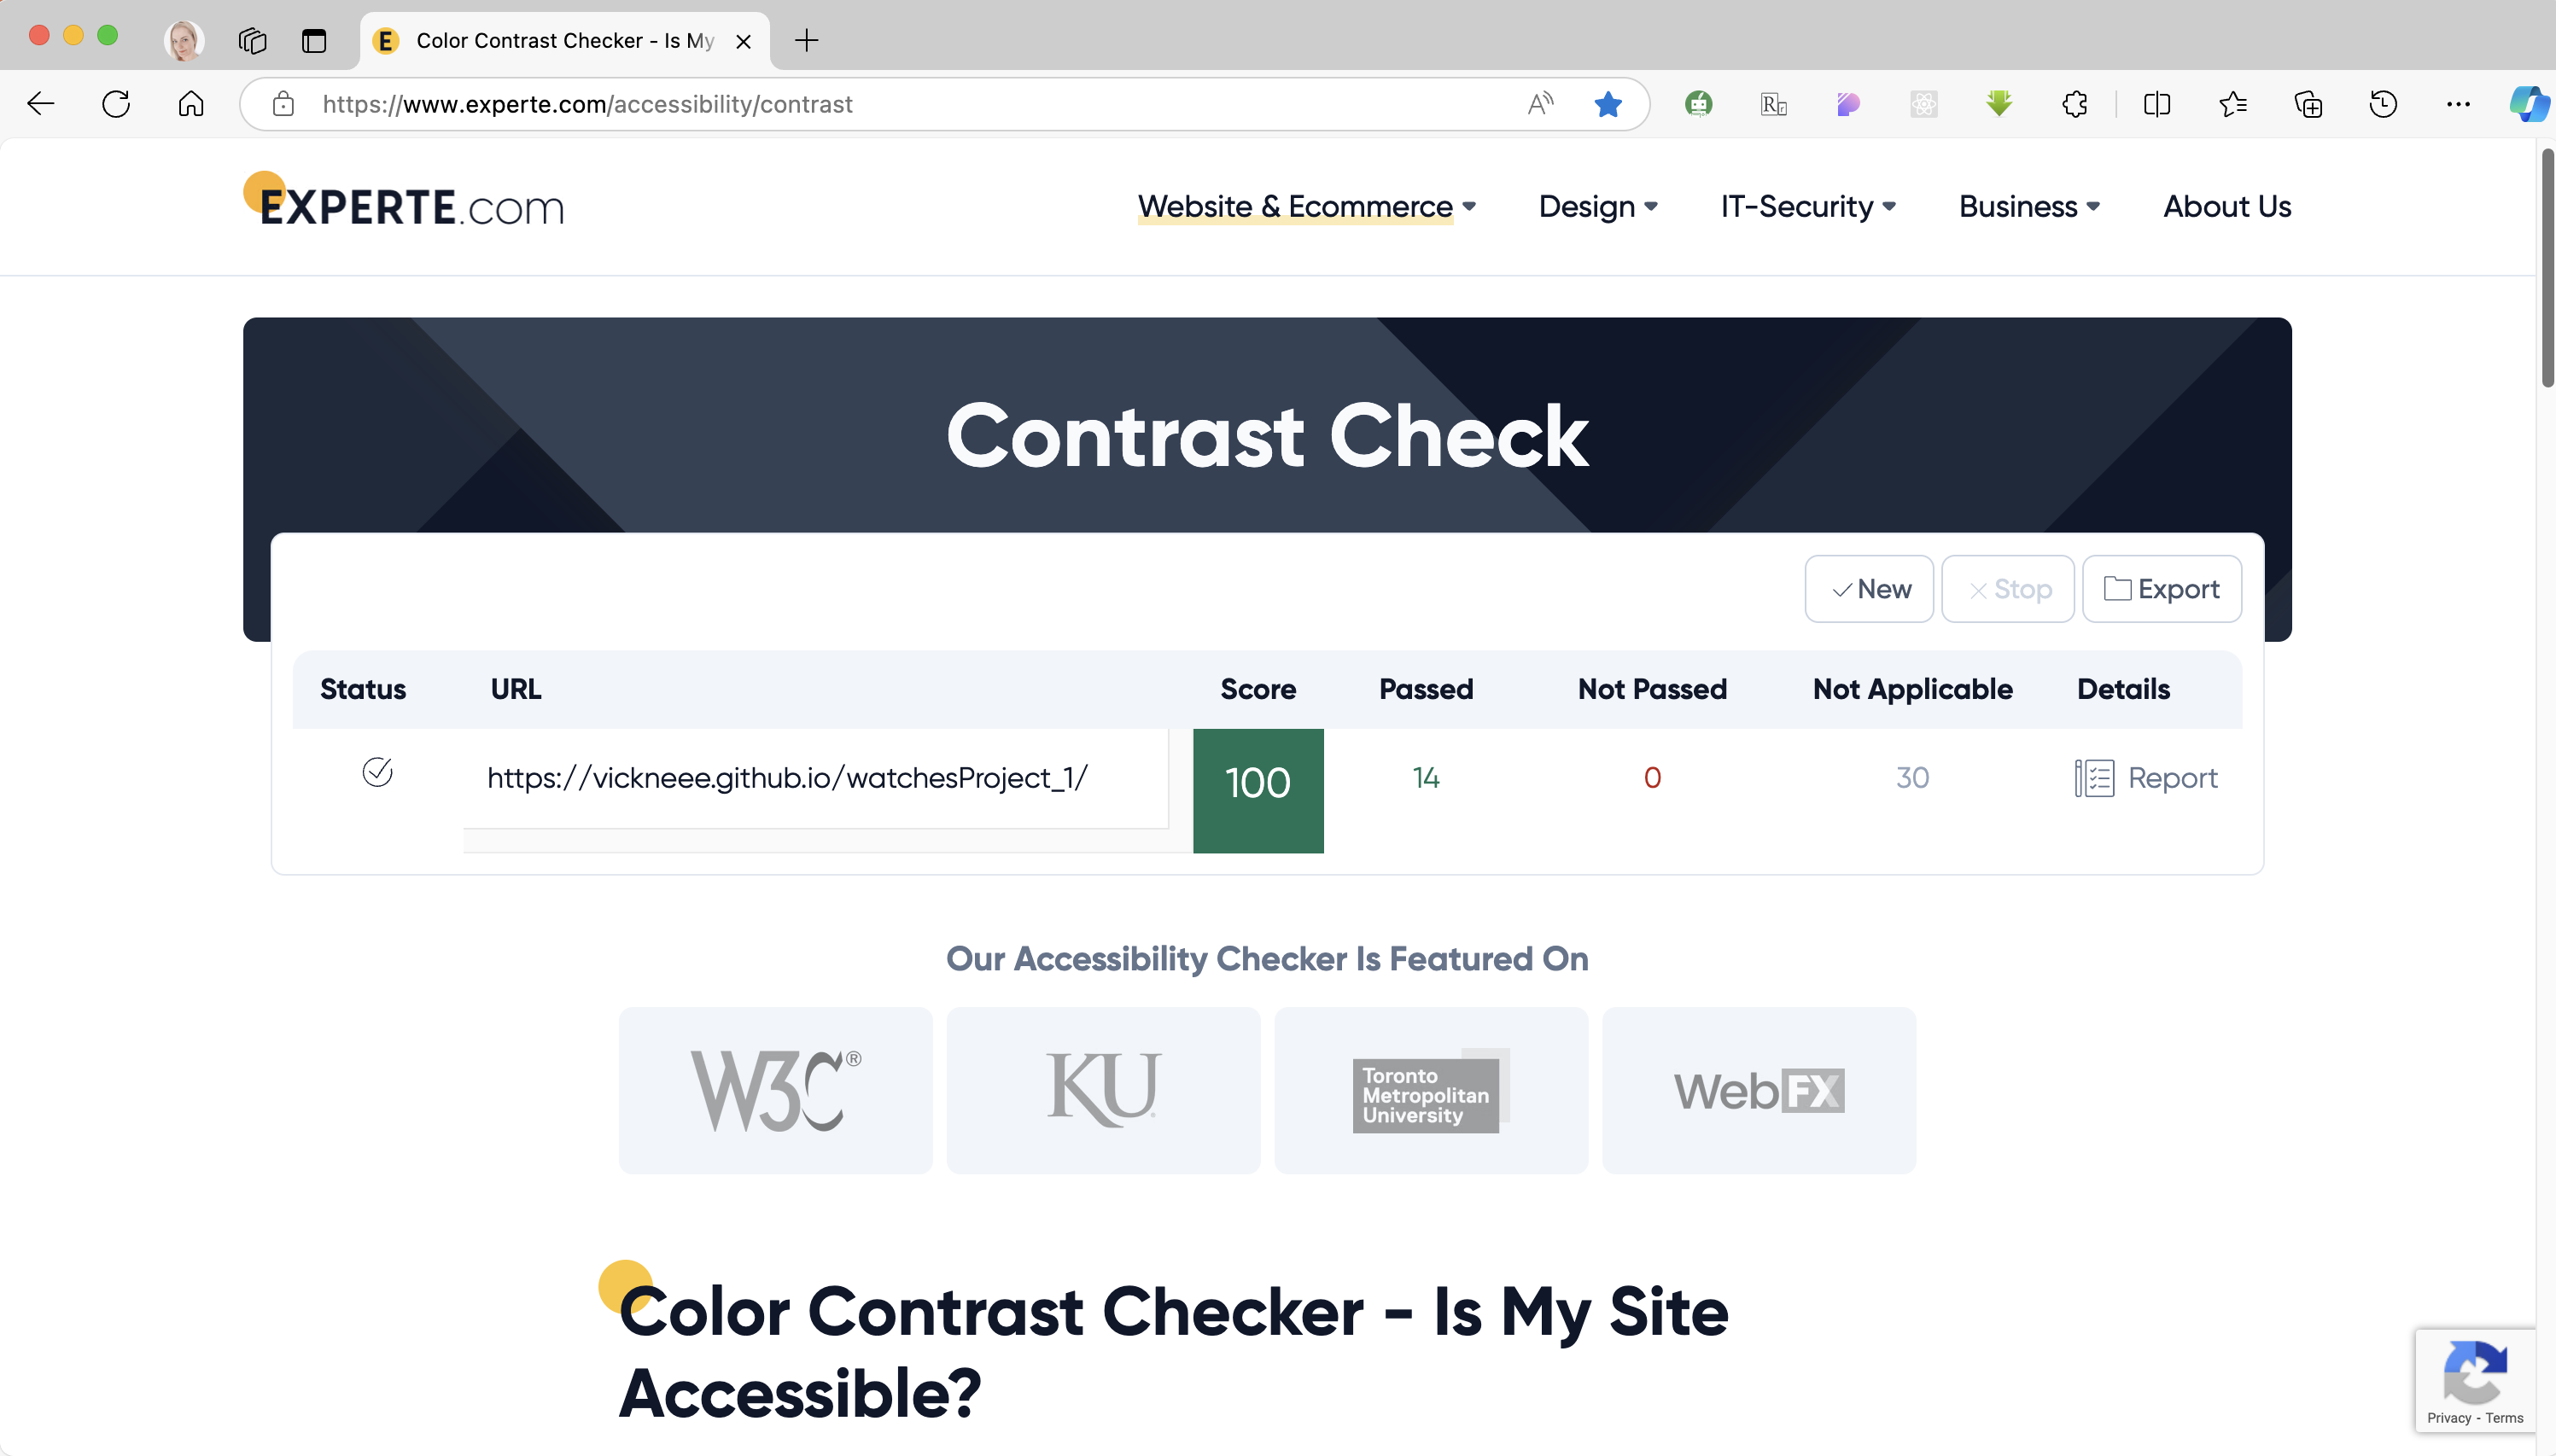 Color Contrast Checker - Is My
https://www.experte.com/accessibility/contrast
EXPERTE.com
Website & Ecommerce
Design
IT-Security
Business
About Us
Contrast Check
New
Stop
Export
Status
URL
Score
Passed
Not Passed
Not Applicable
Details
https://vickneee.github.io/watchesProject_1/
100
14
0
30
Report
Our Accessibility Checker Is Featured On
W3C®
KU
Toronto
Metropolitan
University
WebFX
Color Contrast Checker - Is My Site
Accessible?
Privacy - Terms